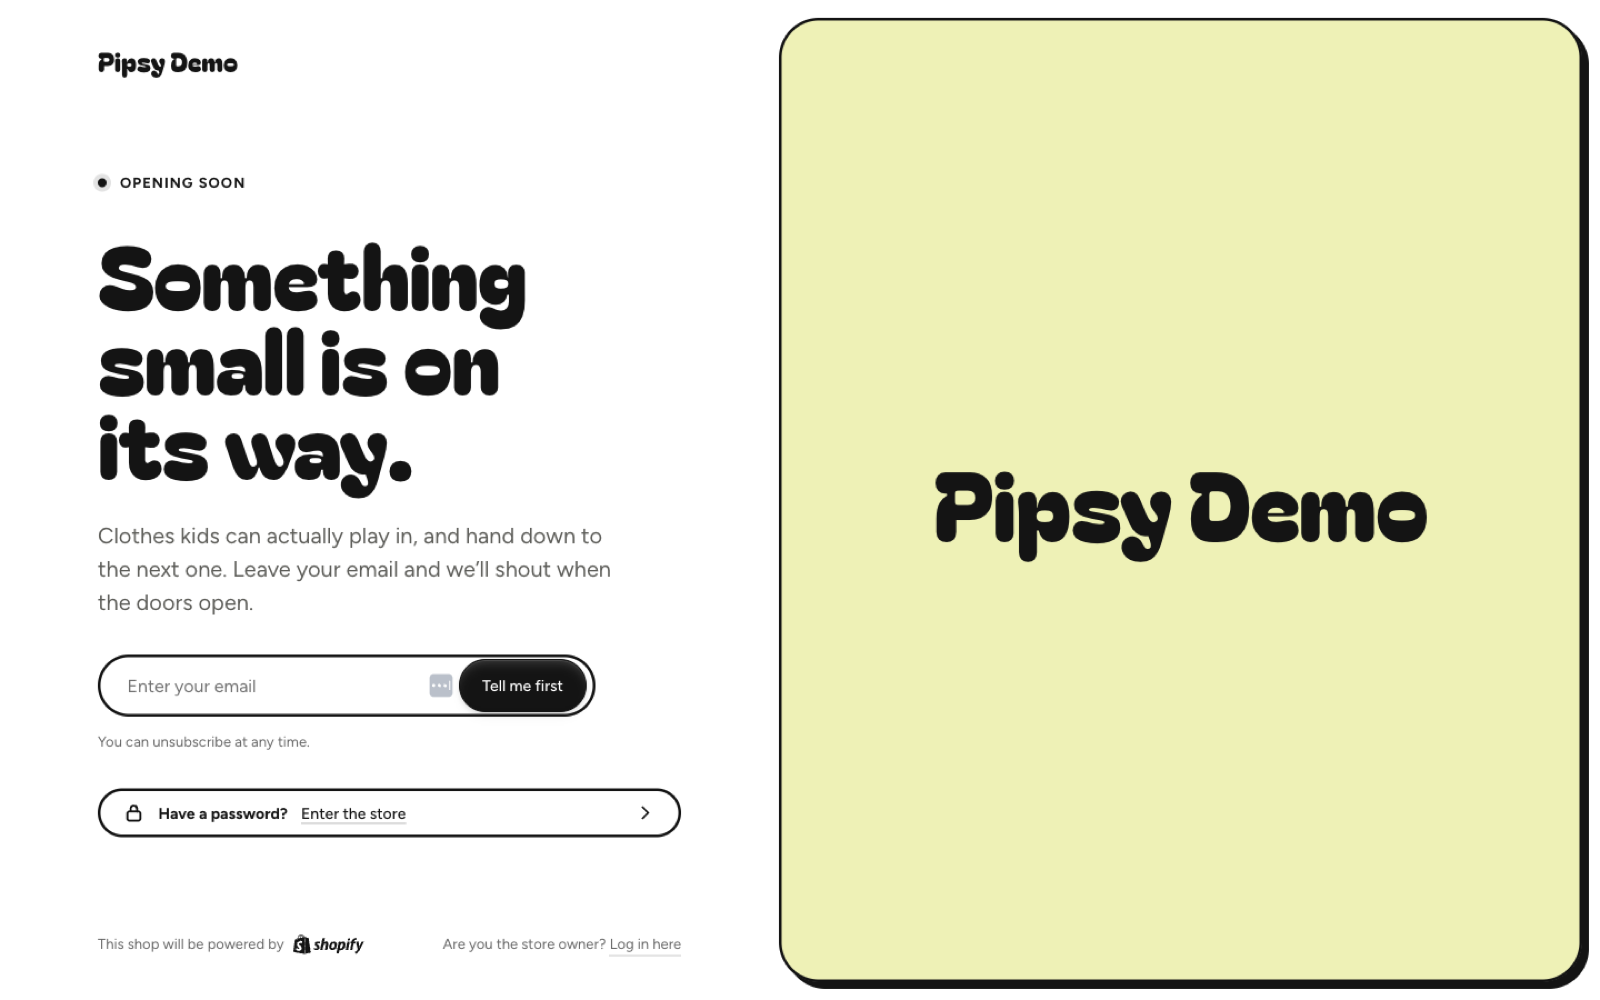 Pipsy Demo
OPENING SOON
Something
small is on
its way.
Clothes kids can actually play in, and hand down to
the next one. Leave your email and we’ll shout when
the doors open.
Enter your email
Tell me first
You can unsubscribe at any time.
Have a password? Enter the store
This shop will be powered by shopify
Are you the store owner? Log in here
Pipsy Demo